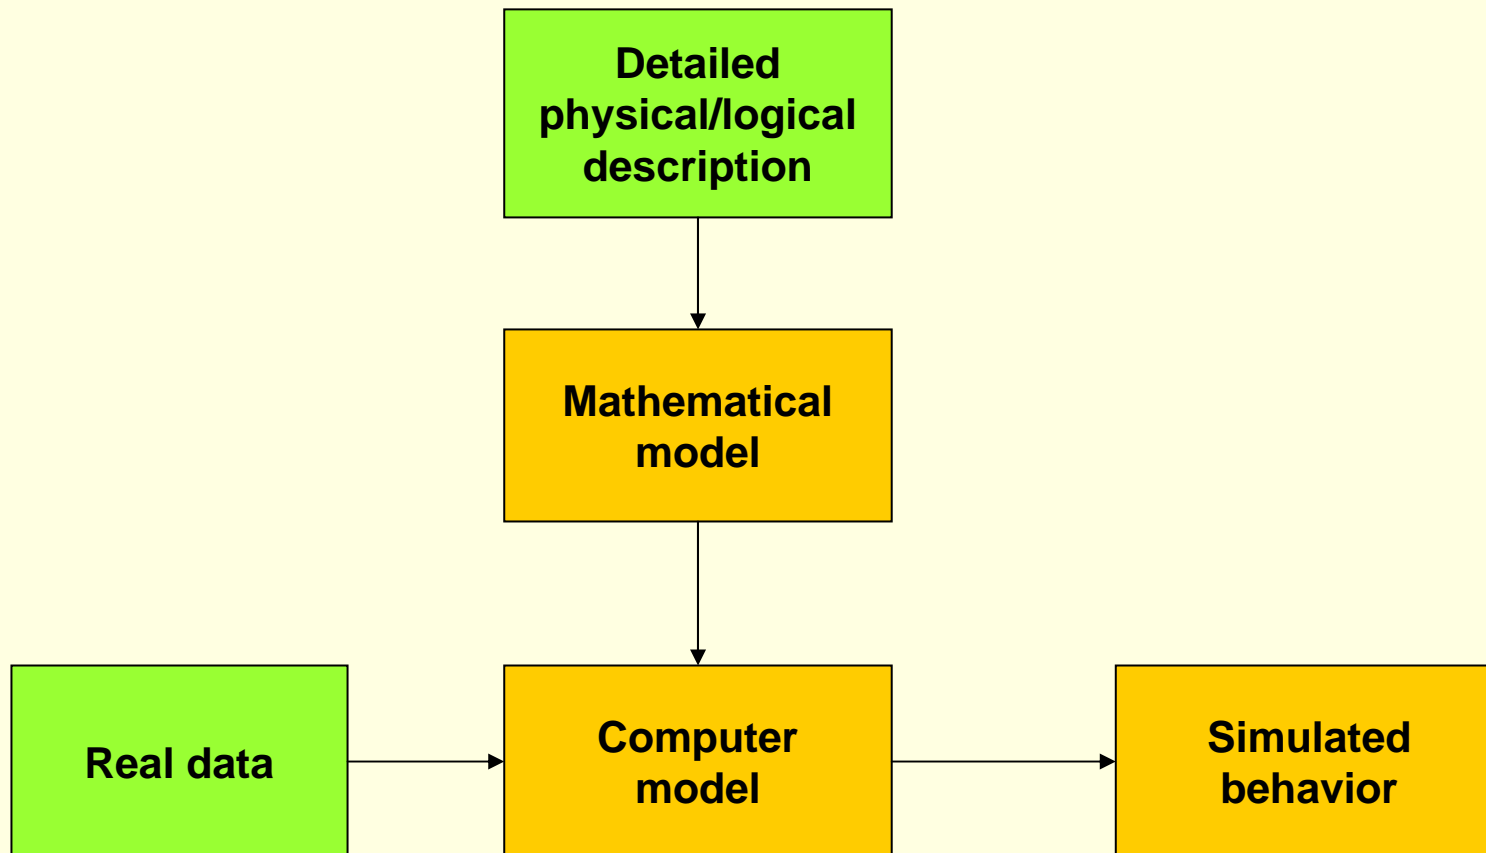 Detailed
physical/logical
description
Mathematical
model
Real data
Computer
model
Simulated
behavior